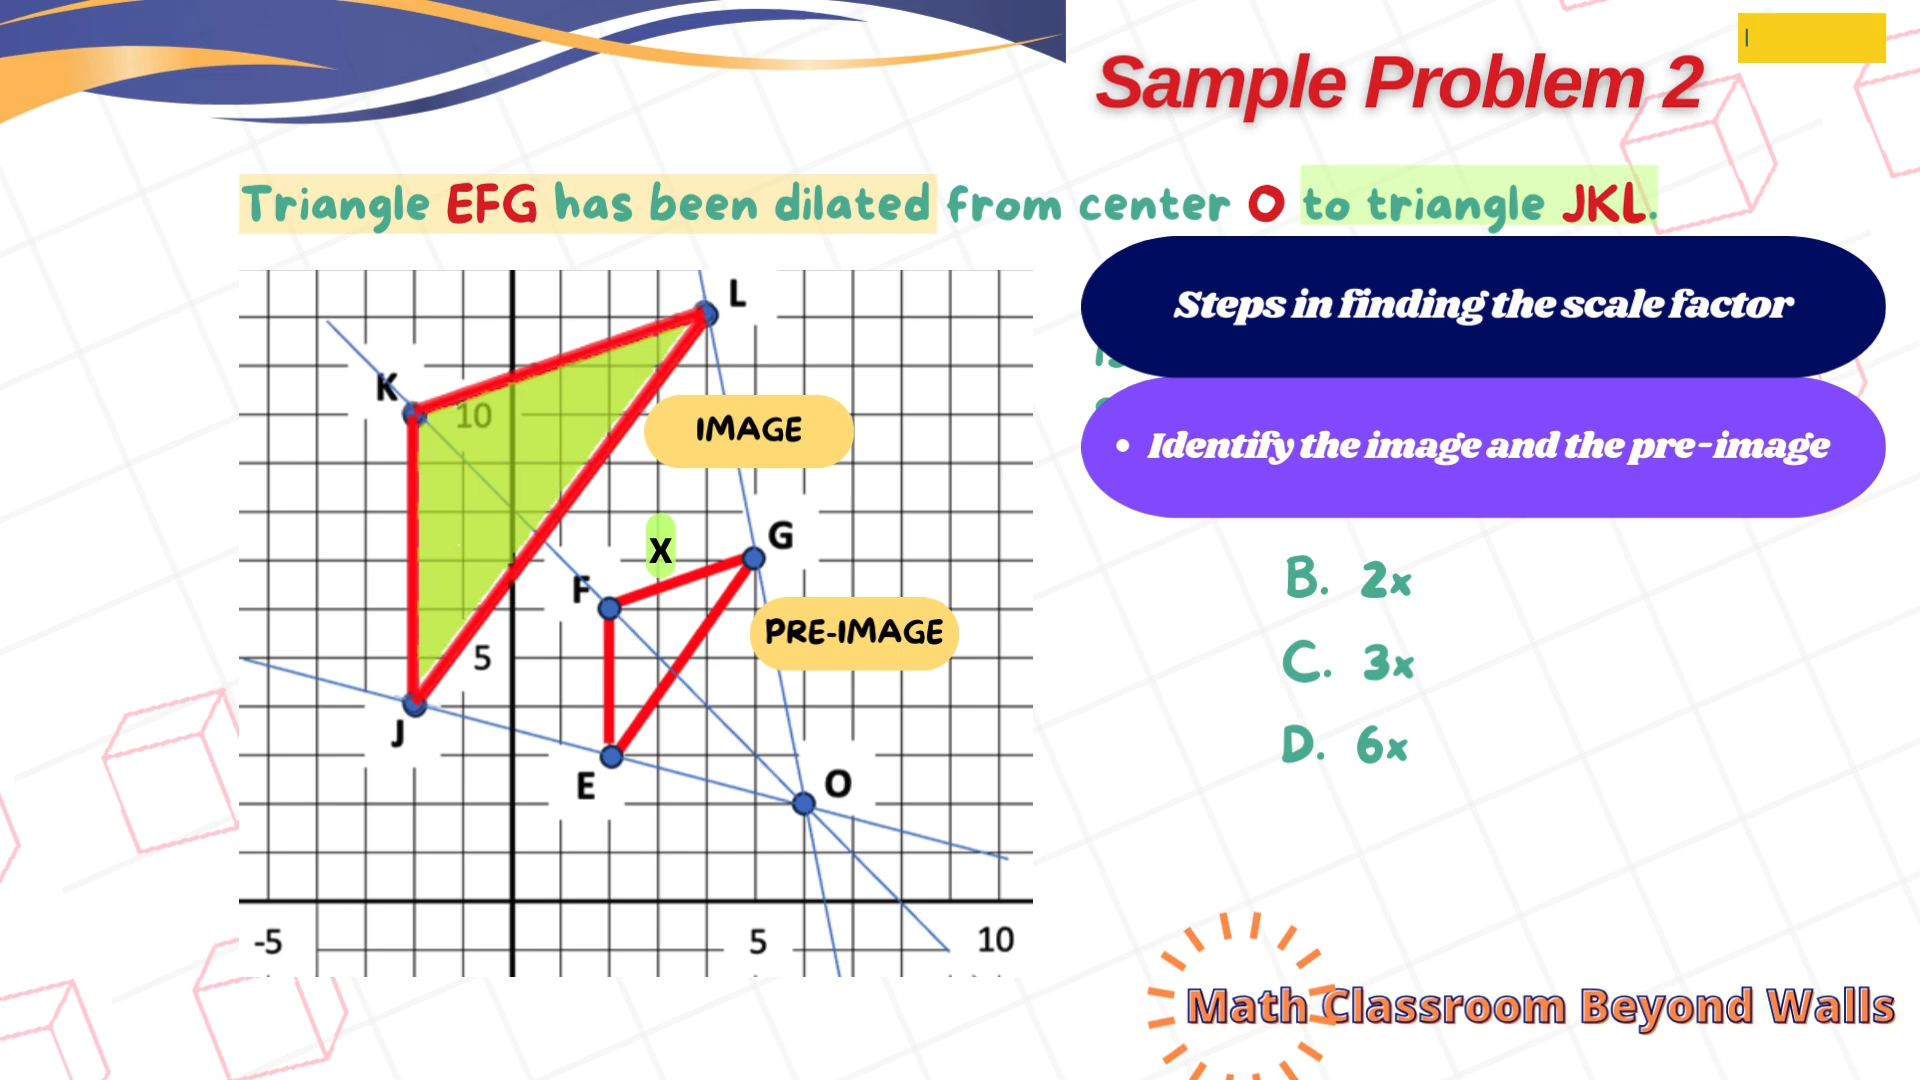 Sample Problem 2
Triangle EFG has been dilated from center O to triangle JKL.
Steps in finding the scale factor
• Identify the image and the pre-image
L
K
10
IMAGE
X
G
F
PRE-IMAGE
5
J
E
O
-5
5
10
B. 2x
C. 3x
D. 6x
Math Classroom Beyond Walls